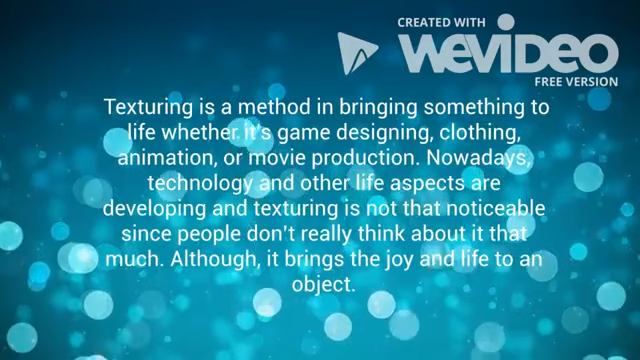 CREATED WITH
WEVIDEO
FREE VERSION
Texturing is a method in bringing something to
life whether it's game designing, clothing,
animation, or movie production. Nowadays,
technology and other life aspects are
developing and texturing is not that noticeable
since people don't really think about it that
much. Although, it brings the joy and life to an
object.